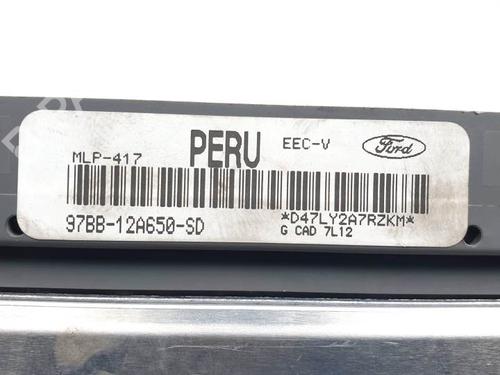 MLP-417 PERU EEC-V Ford
97BB-12A650-SD *D47LY2A7RZKM*
G CAD 7L12